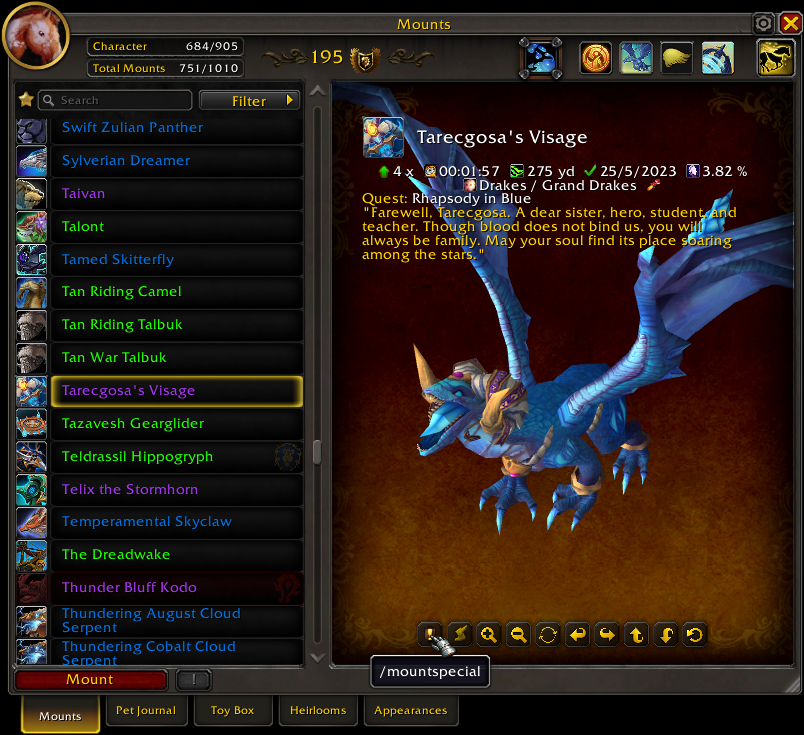 Mounts
Character 684/905
Total Mounts 751/1010
195
Search
Filter
Swift Zulian Panther
Sylverian Dreamer
Taivan
Talont
Tamed Skitterfly
Tan Riding Camel
Tan Riding Talbuk
Tan War Talbuk
Tarecgosa's Visage
Tazavesh Gearglider
Teldrassil Hippogryph
Telix the Stormhorn
Temperamental Skyclaw
The Dreadwake
Thunder Bluff Kodo
Thundering August Cloud
Serpent
Thundering Cobalt Cloud
Serpent
Tarecgosa's Visage
4 x 00:01:57 275 yd 25/5/2023 3.82 %
Drakes / Grand Drakes
Quest: Rhapsody in Blue
"Farewell, Tarecgosa. A dear sister, hero, student, and
teacher. Though blood does not bind us, you will
always be family. May your soul find its place soaring
among the stars."
/mountspecial
Mount
!
Mounts
Pet Journal
Toy Box
Heirlooms
Appearances